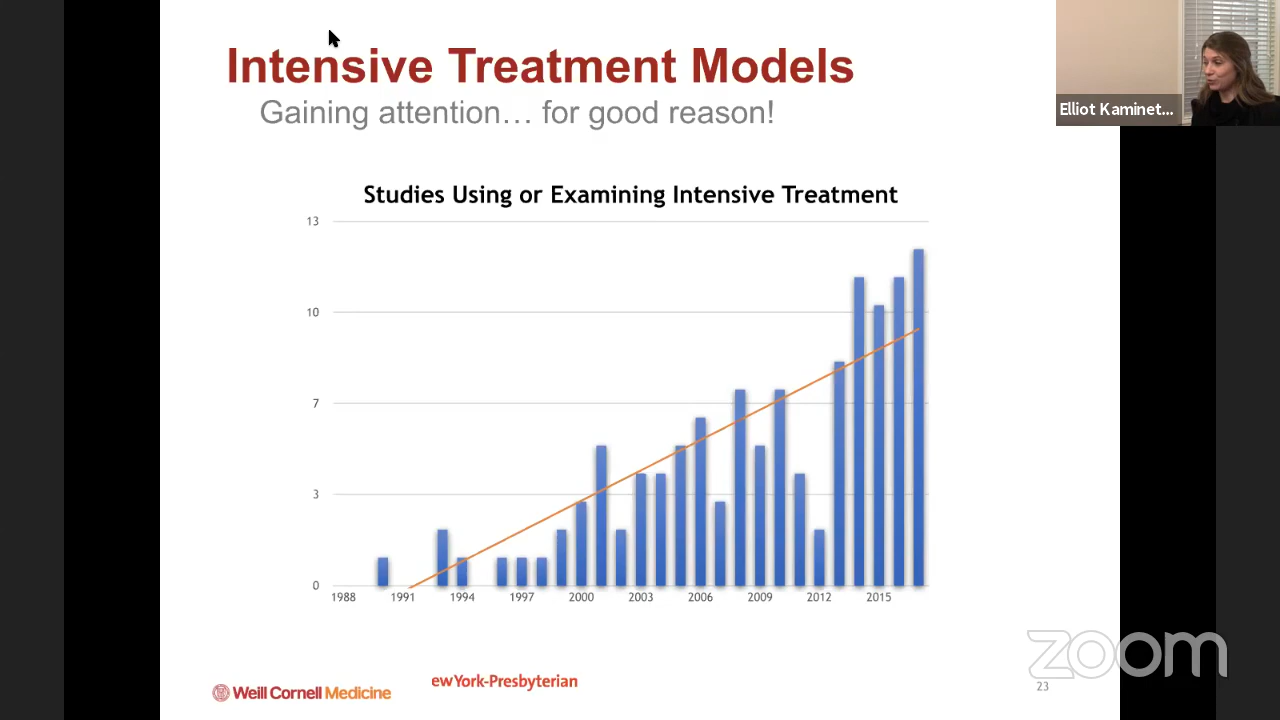 Intensive Treatment Models
Gaining attention… for good reason!
Elliot Kaminet...
Studies Using or Examining Intensive Treatment
13
10
7
3
0
1988 1991 1994 1997 2000 2003 2006 2009 2012 2015
zoom
Weill Cornell Medicine
ewYork-Presbyterian
23